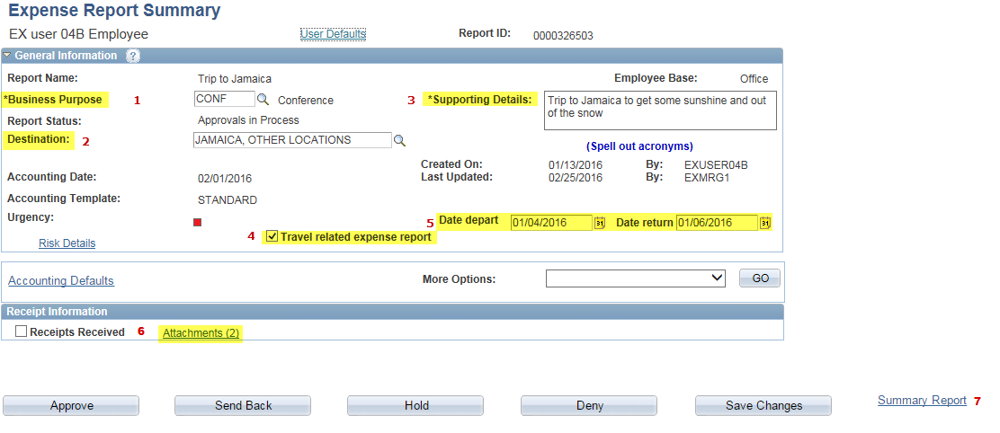 Expense Report Summary
EX user 04B Employee User Defaults Report ID: 0000326503
General Information ?
Report Name: Trip to Jamaica Employee Base: Office
*Business Purpose 1 CONF Conference 3 *Supporting Details: Trip to Jamaica to get some sunshine and out
of the snow
Report Status: Approvals in Process
Destination: 2 JAMAICA, OTHER LOCATIONS
(Spell out acronyms)
Created On: 01/13/2016 By: EXUSER04B
Accounting Date: 02/01/2016 Last Updated: 02/25/2016 By: EXMRG1
Accounting Template: STANDARD
Urgency: 5 Date depart 01/04/2016 31 Date return 01/06/2016 31
4 Travel related expense report
Risk Details
Accounting Defaults More Options: GO
Receipt Information
Receipts Received 6 Attachments (2)
Approve Send Back Hold Deny Save Changes Summary Report 7